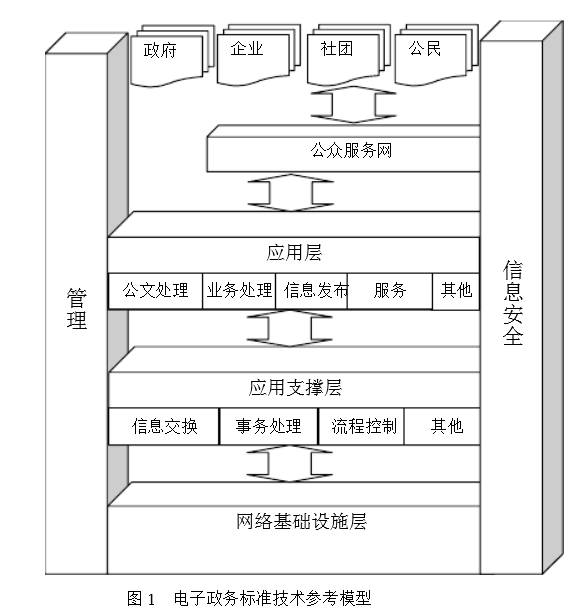 政府 企业 社团 公民
公众服务网
应用层
公文处理 业务处理 信息发布 服务 其他
管理
信息安全
应用支撑层
信息交换 事务处理 流程控制 其他
网络基础设施层
图 1 电子政务标准技术参考模型